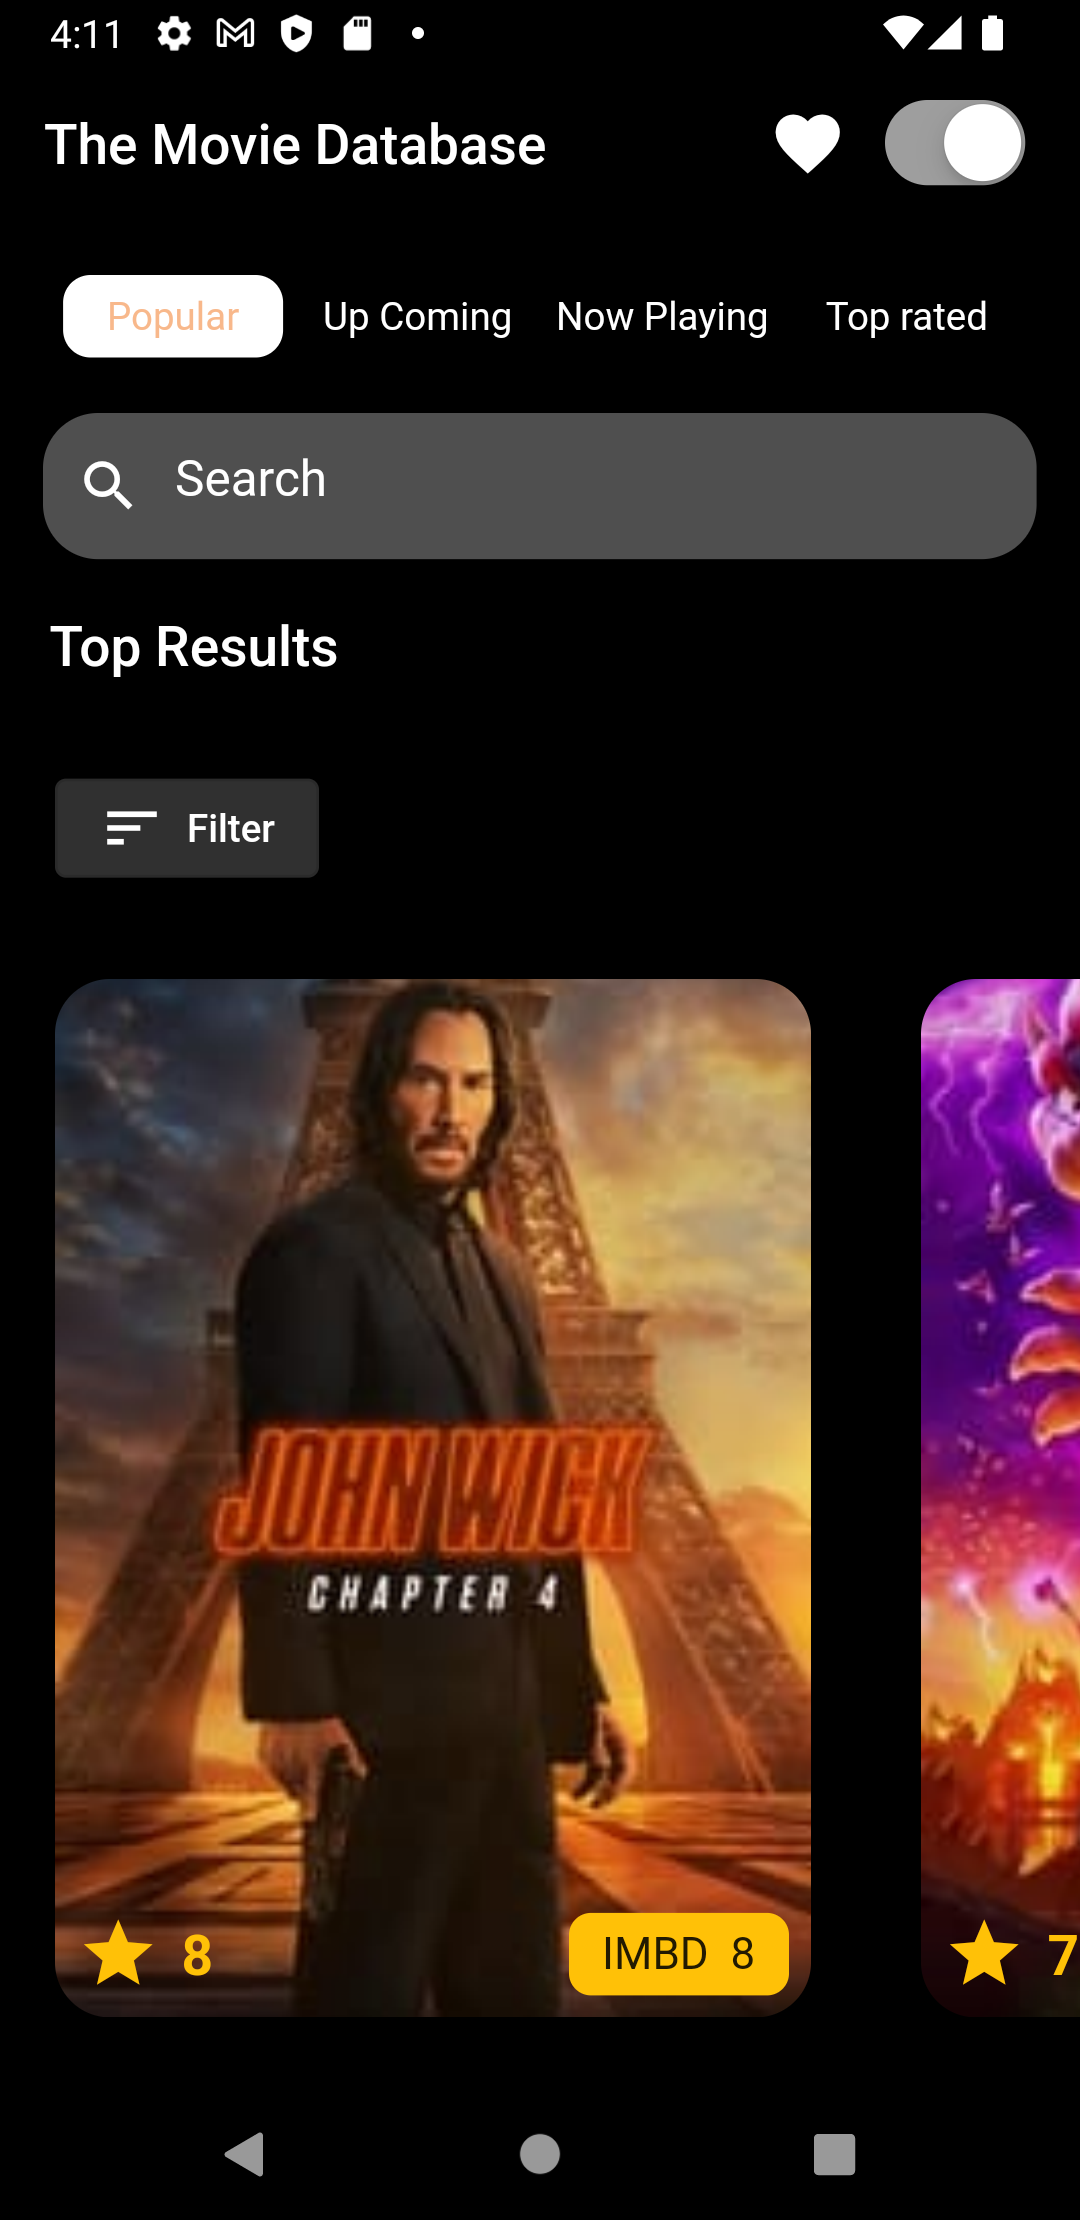 4:11
The Movie Database
Popular
Up Coming
Now Playing
Top rated
Search
Top Results
Filter
JOHN WICK
CHAPTER 4
8
IMBD 8
7